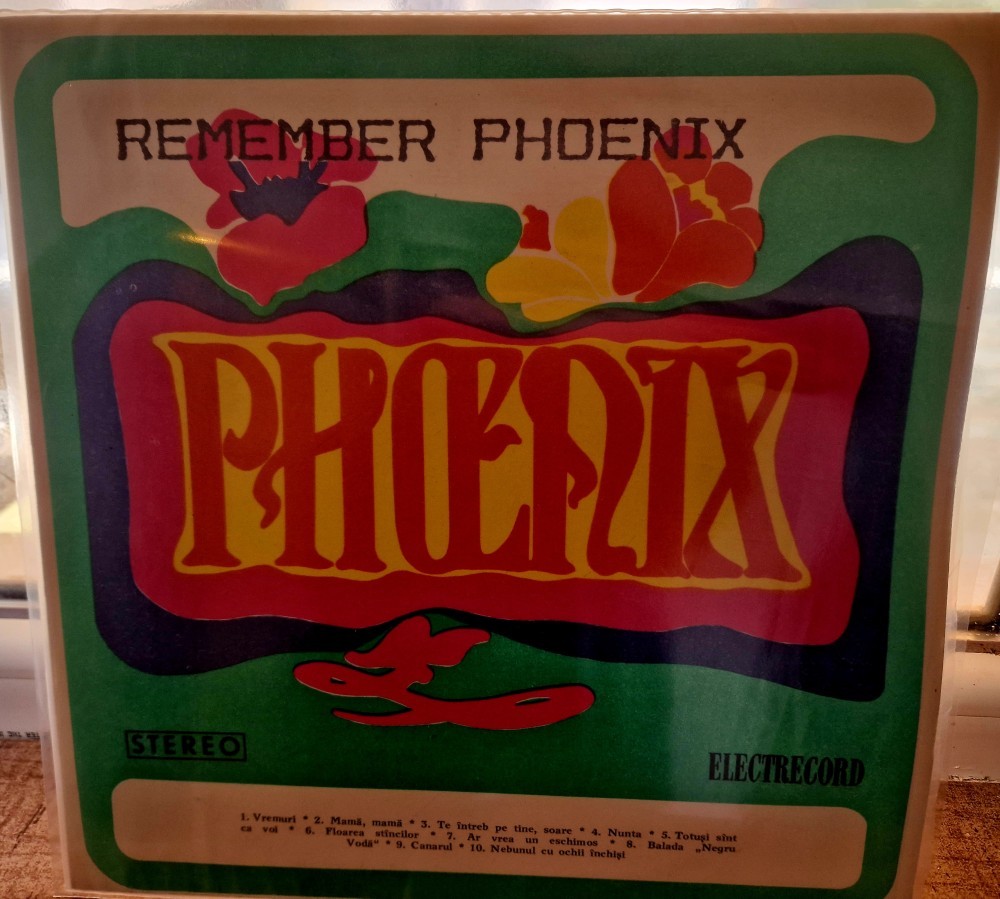 REMEMBER PHOENIX
PHŒNIX
STEREO
ELECTRECORD
1. Vremuri * 2. Mamă, mamă * 3. Te întreb pe tine, soare * 4. Nunta * 5. Totuși sînt
ca voi * 6. Floarea stîncilor * 7. Ar vrea un eschimos * 8. Balada „Negru
Vodă" * 9. Canarul * 10. Nebunul cu ochii închiși